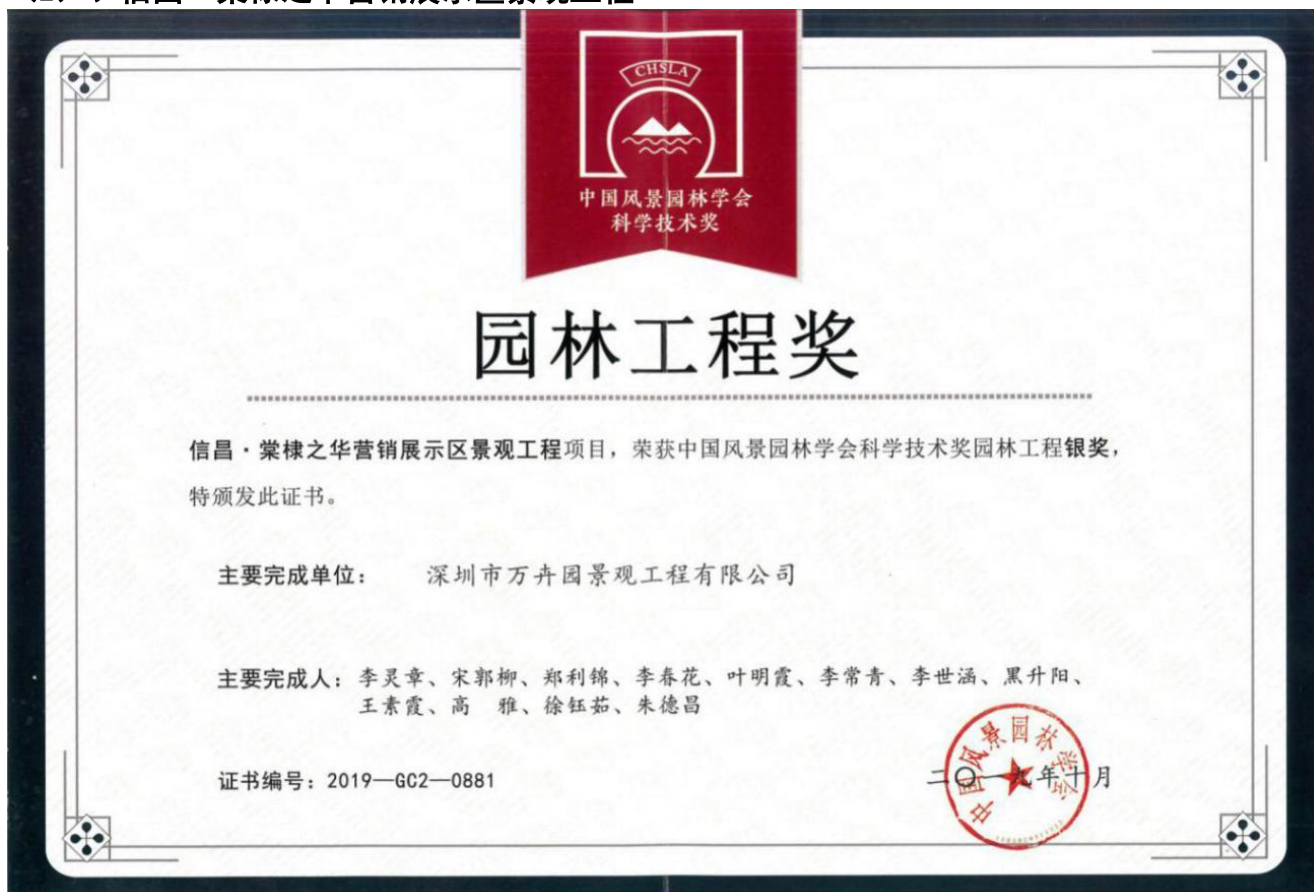 CHSLA
中国风景园林学会
科学技术奖
园林工程奖
信昌·棠棣之华营销展示区景观工程项目，荣获中国风景园林学会科学技术奖园林工程银奖，
特颁发此证书。
主要完成单位： 深圳市万卉园景观工程有限公司
主要完成人：李灵章、宋郭柳、郑利锦、李春花、叶明霞、李常青、李世涵、黑升阳、
王素霞、高 雅、徐钰茹、朱德昌
证书编号：2019—GC2—0881
二〇一九年十月
中国风景园林学会